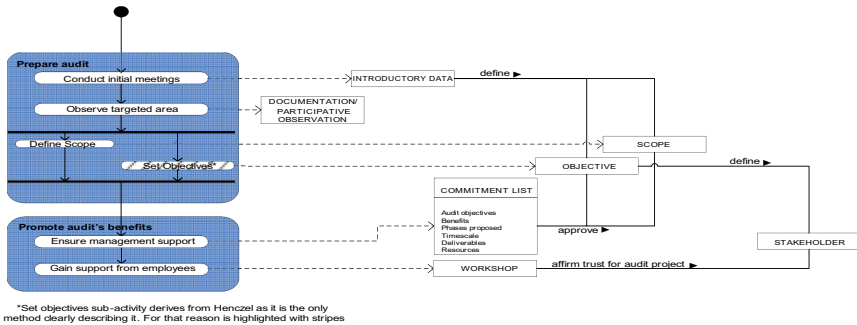 Prepare audit
Conduct initial meetings
INTRODUCTORY DATA
define
Observe targeted area
DOCUMENTATION/
PARTICIPATIVE
OBSERVATION
Define Scope
SCOPE
Set Objectives*
OBJECTIVE
define
COMMITMENT LIST
Audit objectives
Benefits
Phases proposed
Timescale
Deliverables
Resources
approve
Promote audit's benefits
Ensure management support
STAKEHOLDER
Gain support from employees
WORKSHOP
affirm trust for audit project
*Set objectives sub-activity derives from Henczel as it is the only
method clearly describing it. For that reason is highlighted with stripes